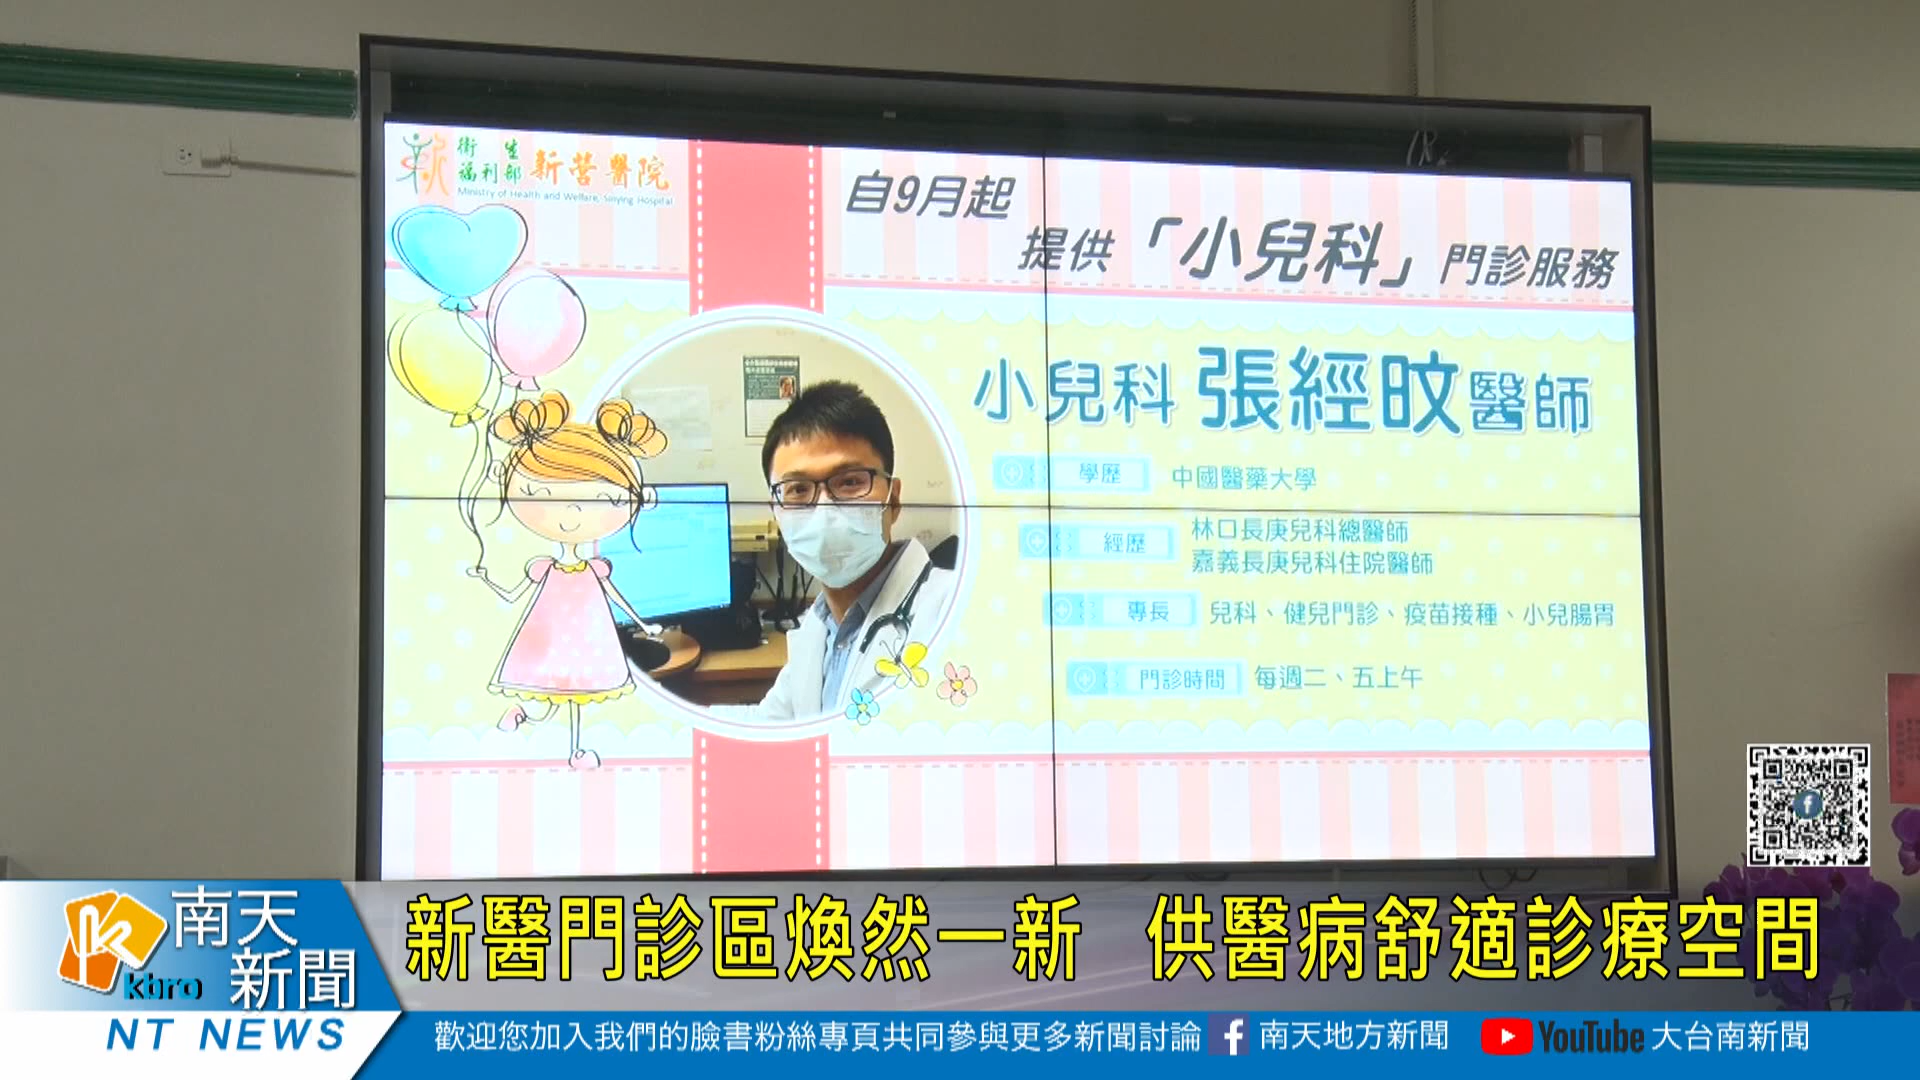 衛生
福利部 新營醫院
Ministry of Health and Welfare, Sinying Hospital
自9月起
提供「小兒科」門診服務
小兒科 張經旼醫師
學歷 中國醫藥大學
經歷 林口長庚兒科總醫師
嘉義長庚兒科住院醫師
專長 兒科、健兒門診、疫苗接種、小兒腸胃
門診時間 每週二、五上午
南天
新聞
kbro
NT NEWS
新醫門診區煥然一新 供醫病舒適診療空間
歡迎您加入我們的臉書粉絲專頁共同參與更多新聞討論 南天地方新聞 YouTube 大台南新聞